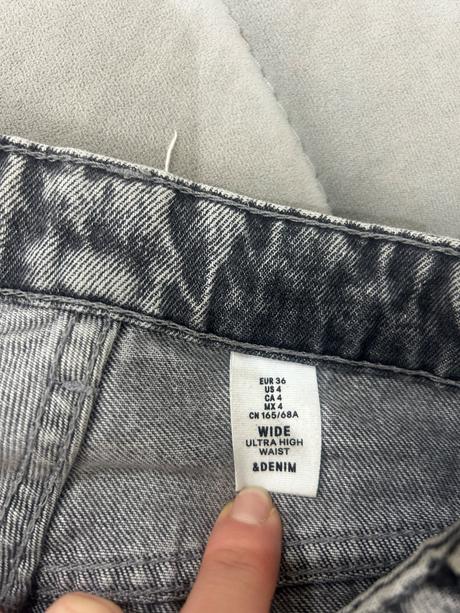 EUR 36
US 4
CA 4
MX 4
CN 165/68A
WIDE
ULTRA HIGH
WAIST
&DENIM